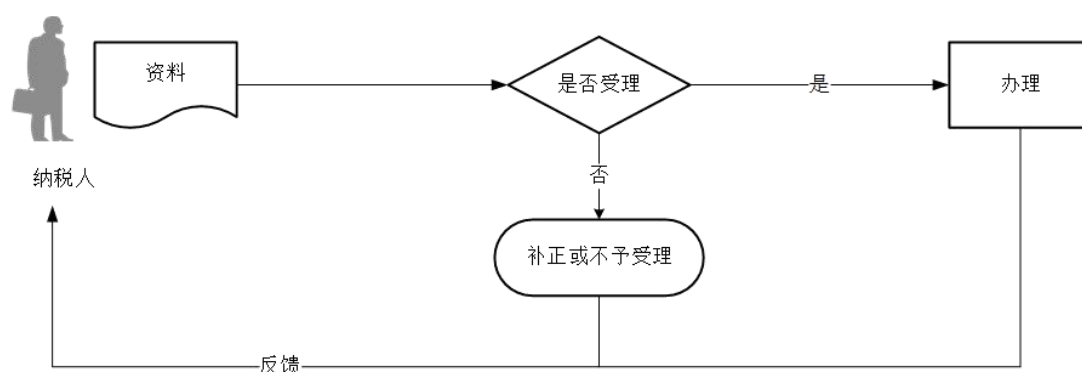 资料
是否受理
是
办理
纳税人
否
补正或不予受理
反馈